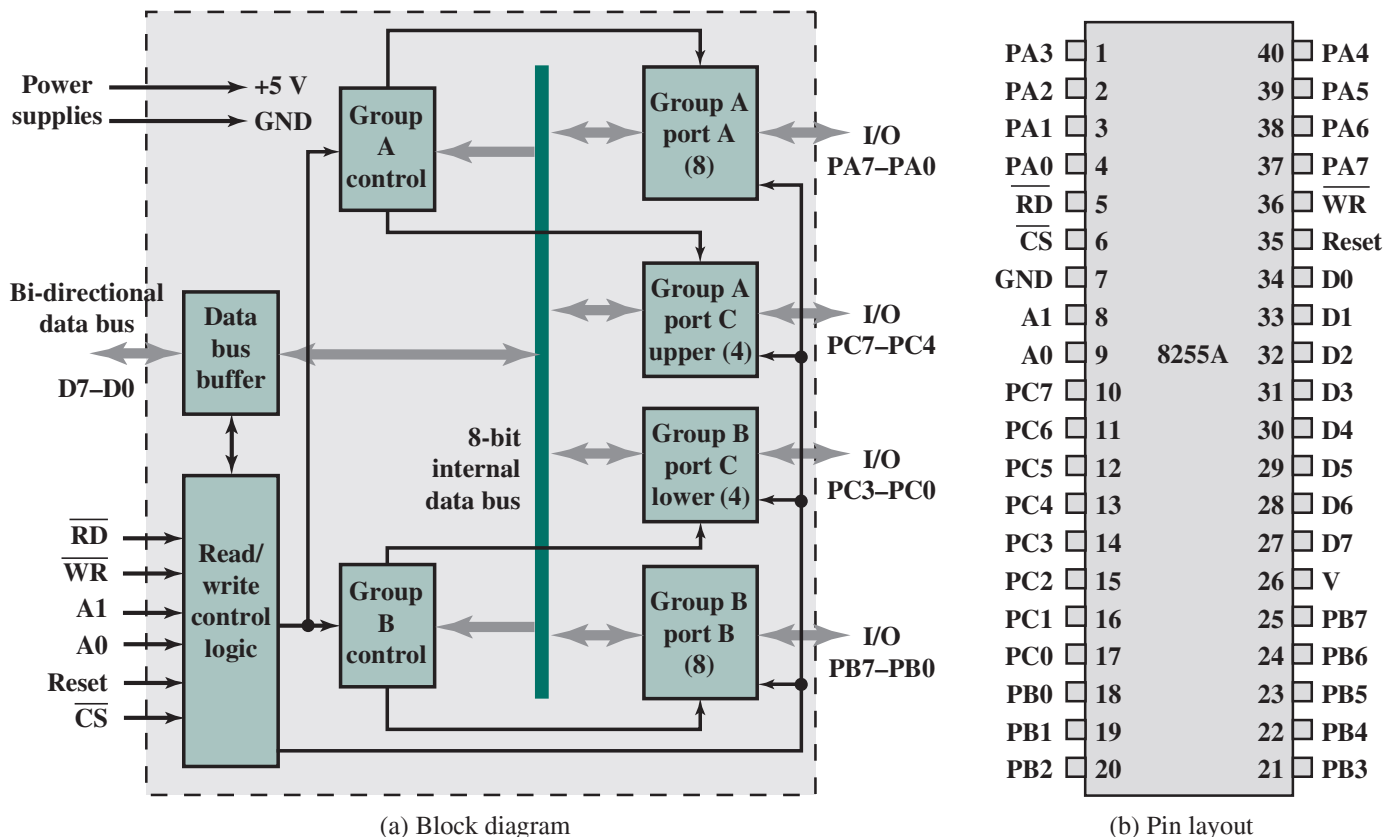 Power
supplies
+5 V
GND
Group
A
control
Group A
port A
(8)
I/O
PA7–PA0
Group A
port C
upper (4)
I/O
PC7–PC4
Bi-directional
data bus
D7–D0
Data
bus
buffer
8-bit
internal
data bus
Group B
port C
lower (4)
I/O
PC3–PC0
R̅D̅
W̅R̅
A1
A0
Reset
C̅S̅
Read/
write
control
logic
Group
B
control
Group B
port B
(8)
I/O
PB7–PB0
(a) Block diagram
PA3 1 40 PA4
PA2 2 39 PA5
PA1 3 38 PA6
PA0 4 37 PA7
R̅D̅ 5 36 W̅R̅
C̅S̅ 6 35 Reset
GND 7 34 D0
A1 8 33 D1
A0 9 8255A 32 D2
PC7 10 31 D3
PC6 11 30 D4
PC5 12 29 D5
PC4 13 28 D6
PC3 14 27 D7
PC2 15 26 V
PC1 16 25 PB7
PC0 17 24 PB6
PB0 18 23 PB5
PB1 19 22 PB4
PB2 20 21 PB3
(b) Pin layout